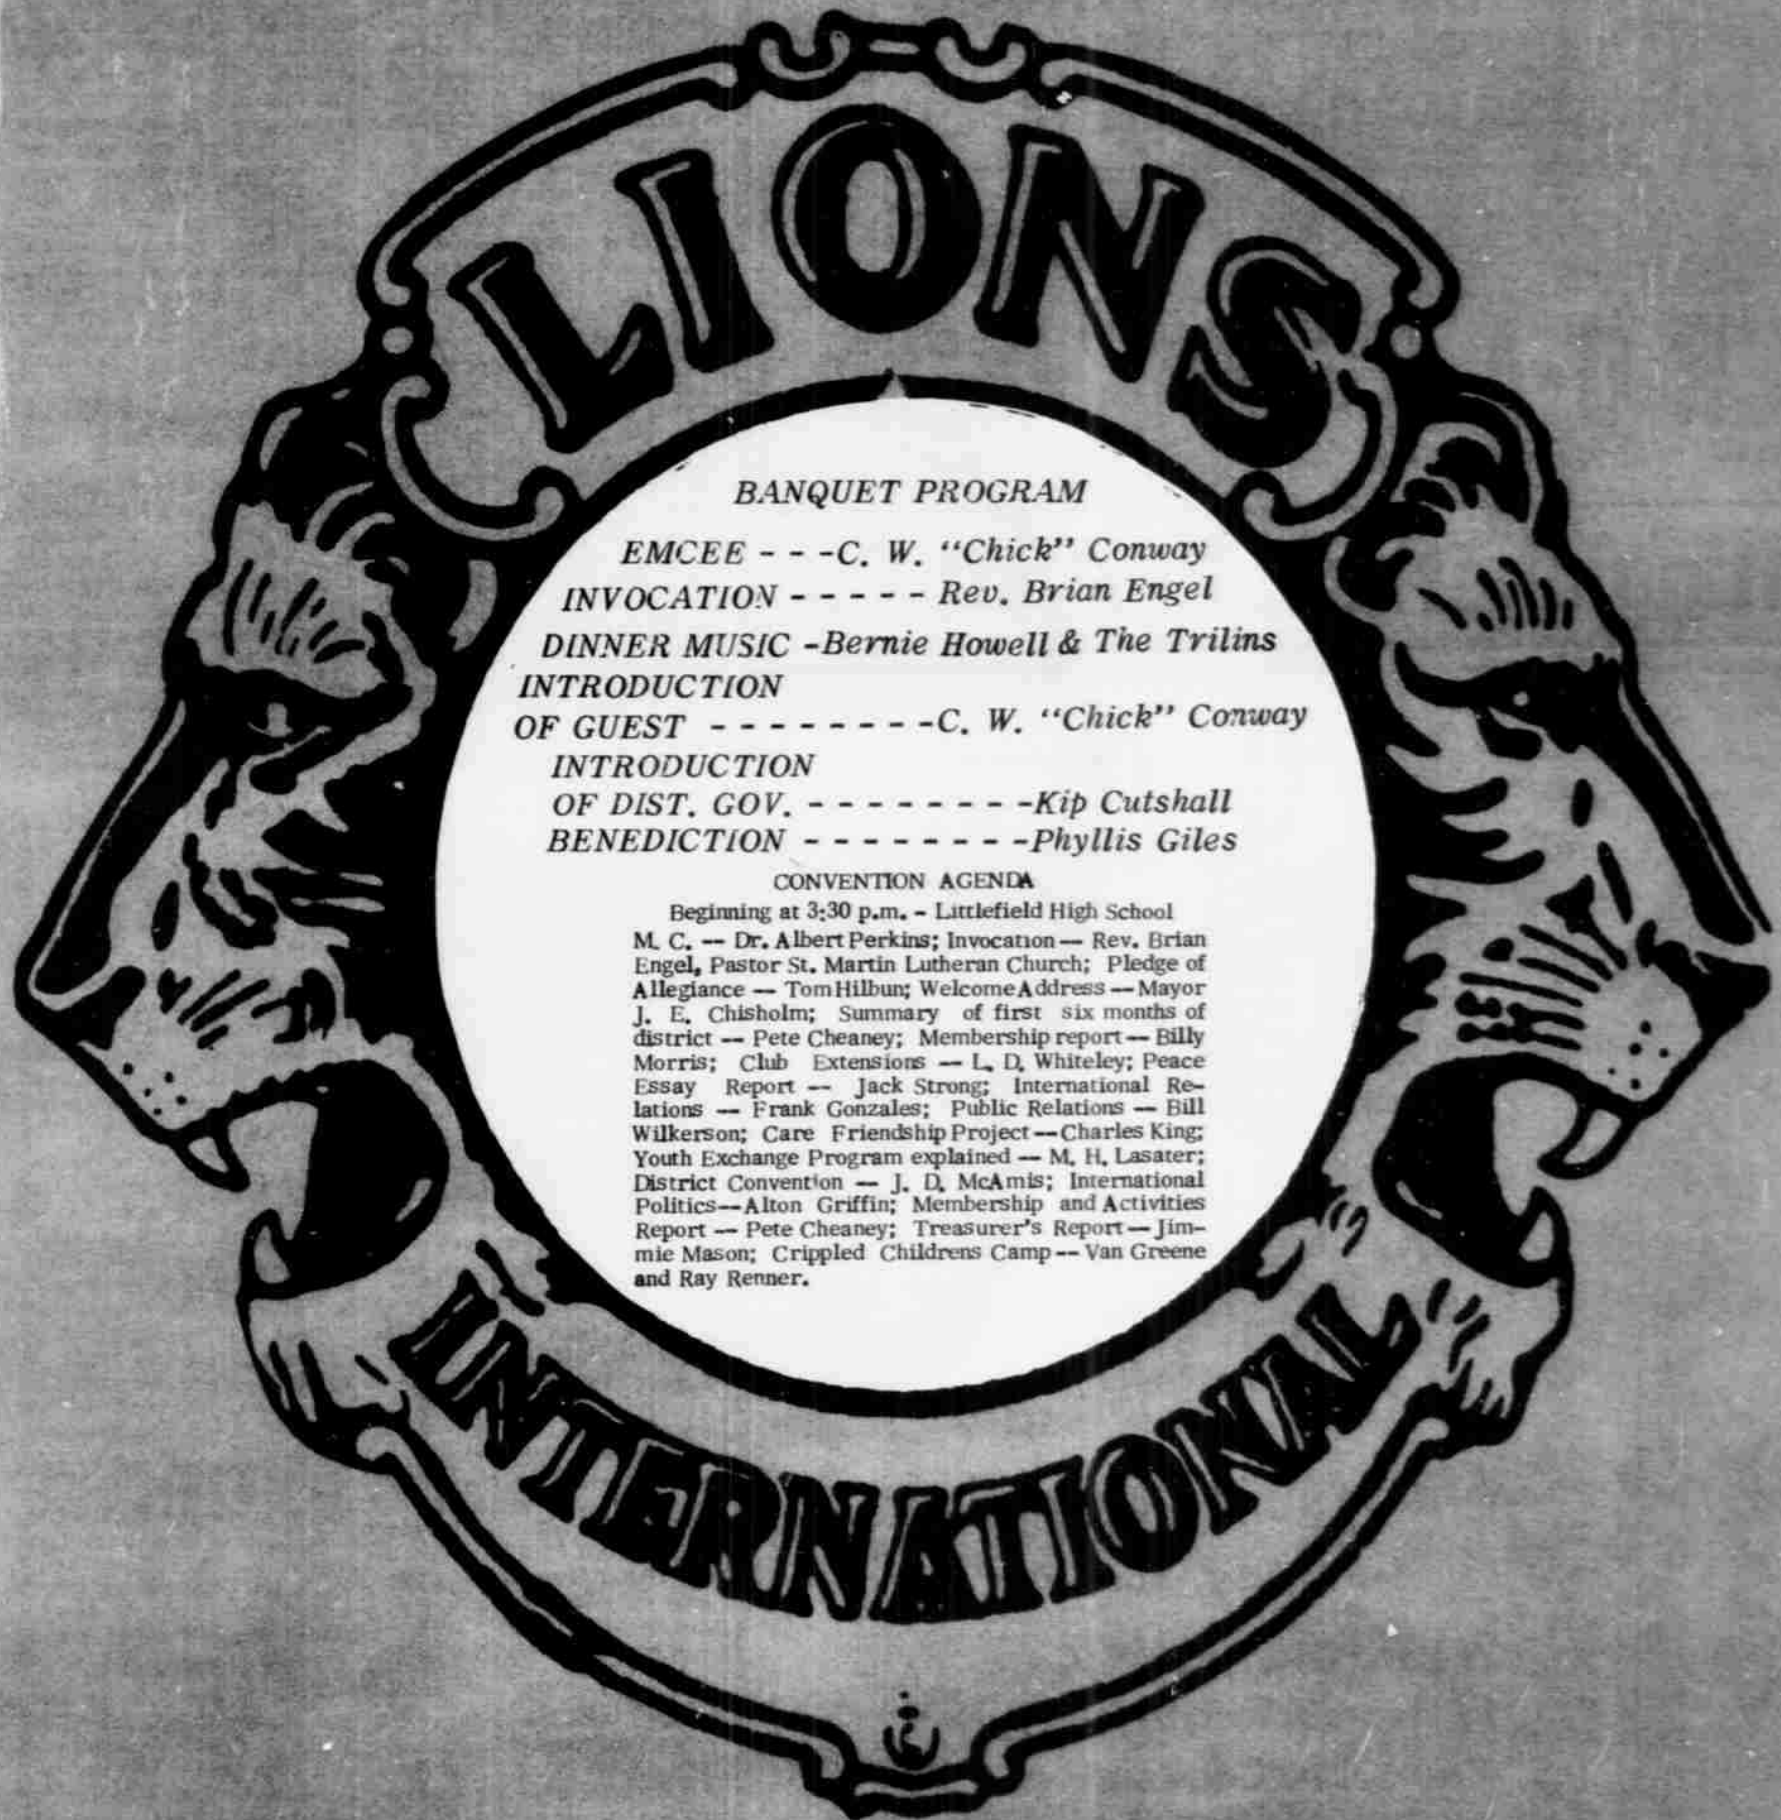 LIONS
BANQUET PROGRAM
EMCEE - - -C. W. “Chick” Conway
INVOCATION - - - - - Rev. Brian Engel
DINNER MUSIC -Bernie Howell & The Trilins
INTRODUCTION
OF GUEST - - - - - - - -C. W. “Chick” Conway
INTRODUCTION
OF DIST. GOV. - - - - - - - -Kip Cutshall
BENEDICTION - - - - - - - -Phyllis Giles
CONVENTION AGENDA
Beginning at 3:30 p.m. - Littlefield High School
M. C. -- Dr. Albert Perkins; Invocation -- Rev. Brian
Engel, Pastor St. Martin Lutheran Church; Pledge of
Allegiance -- Tom Hilbun; Welcome Address -- Mayor
J. E. Chisholm; Summary of first six months of
district -- Pete Cheaney; Membership report -- Billy
Morris; Club Extensions -- L. D. Whiteley; Peace
Essay Report -- Jack Strong; International Re-
lations -- Frank Gonzales; Public Relations -- Bill
Wilkerson; Care Friendship Project -- Charles King;
Youth Exchange Program explained -- M. H. Lasater;
District Convention -- J. D. McAmis; International
Politics--Alton Griffin; Membership and Activities
Report -- Pete Cheaney; Treasurer's Report -- Jim-
mie Mason; Crippled Childrens Camp -- Van Greene
and Ray Renner.
INTERNATIONAL